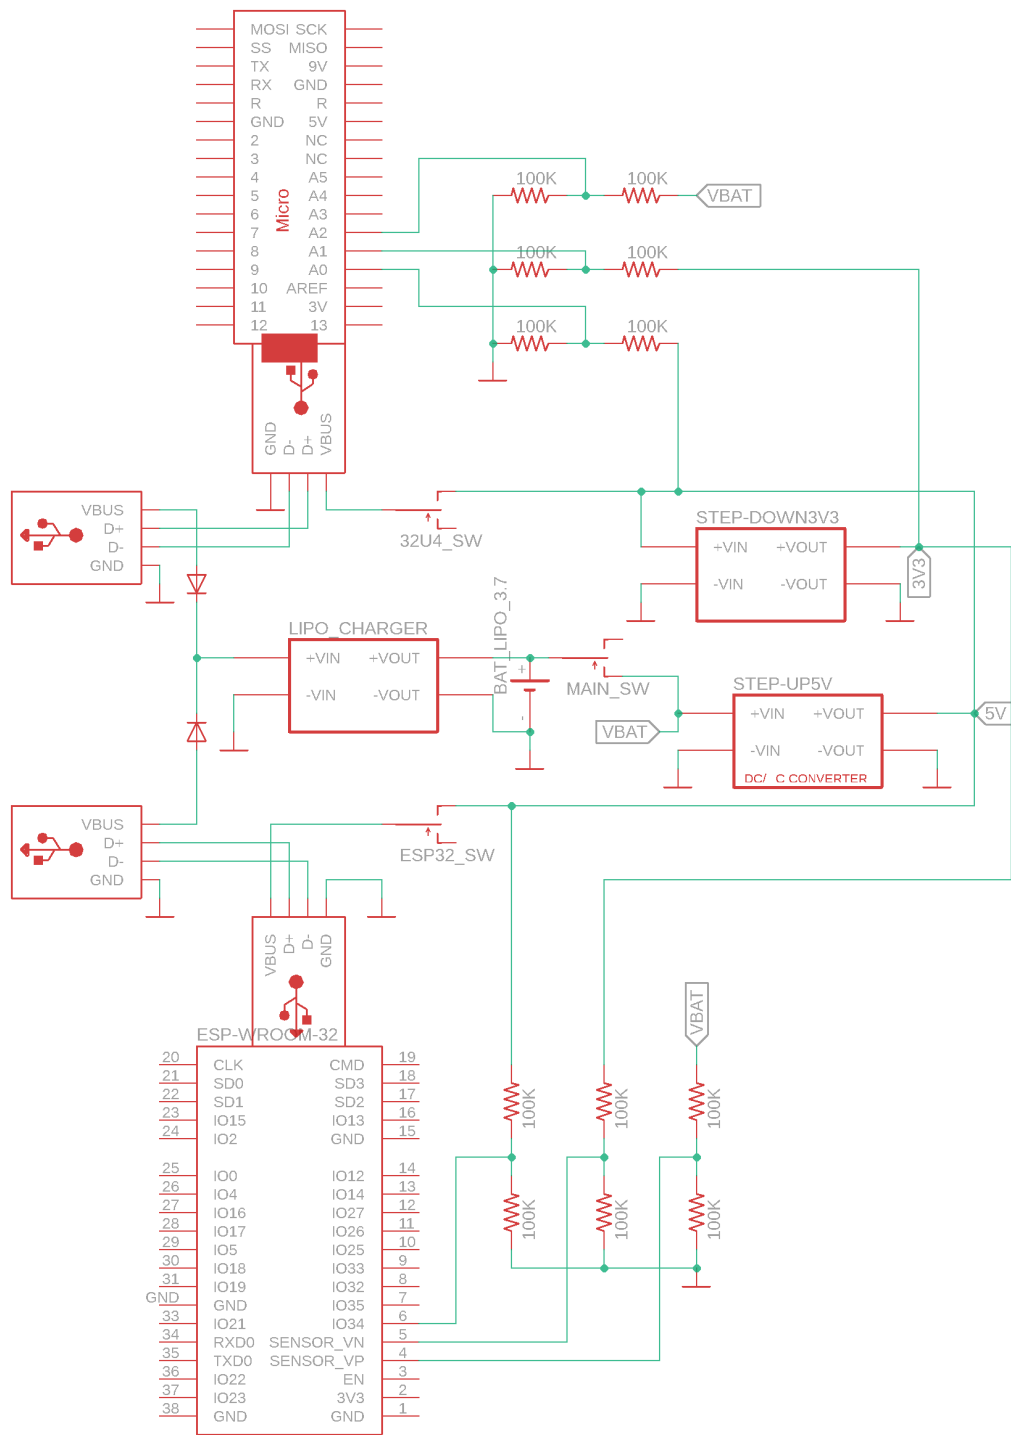 MOSI SCK
SS MISO
TX 9V
RX GND
R R
GND 5V
2 NC
3 NC
4 A5
5 A4
6 A3
7 A2
8 A1
9 A0
10 AREF
11 3V
12 13
Micro
GND
D-
D+
VBUS
100K 100K
VBAT
100K 100K
100K 100K
VBUS
D+
D-
GND
32U4_SW
STEP-DOWN3V3
+VIN +VOUT
-VIN -VOUT
3V3
LIPO_CHARGER
+VIN +VOUT
-VIN -VOUT
BAT_LIPO_3.7
+
-
MAIN_SW
VBAT
STEP-UP5V
+VIN +VOUT
-VIN -VOUT
DC/ C CONVERTER
5V
VBUS
D+
D-
GND
ESP32_SW
VBUS
D+
D-
GND
ESP-WROOM-32
20 CLK CMD 19
21 SD0 SD3 18
22 SD1 SD2 17
23 IO15 IO13 16
24 IO2 GND 15
25 IO0 IO12 14
26 IO4 IO14 13
27 IO16 IO27 12
28 IO17 IO26 11
29 IO5 IO25 10
30 IO18 IO33 9
31 IO19 IO32 8
GND GND IO35 7
33 IO21 IO34 6
34 RXD0 SENSOR_VN 5
35 TXD0 SENSOR_VP 4
36 IO22 EN 3
37 IO23 3V3 2
38 GND GND 1
VBAT
100K
100K
100K
100K
100K
100K